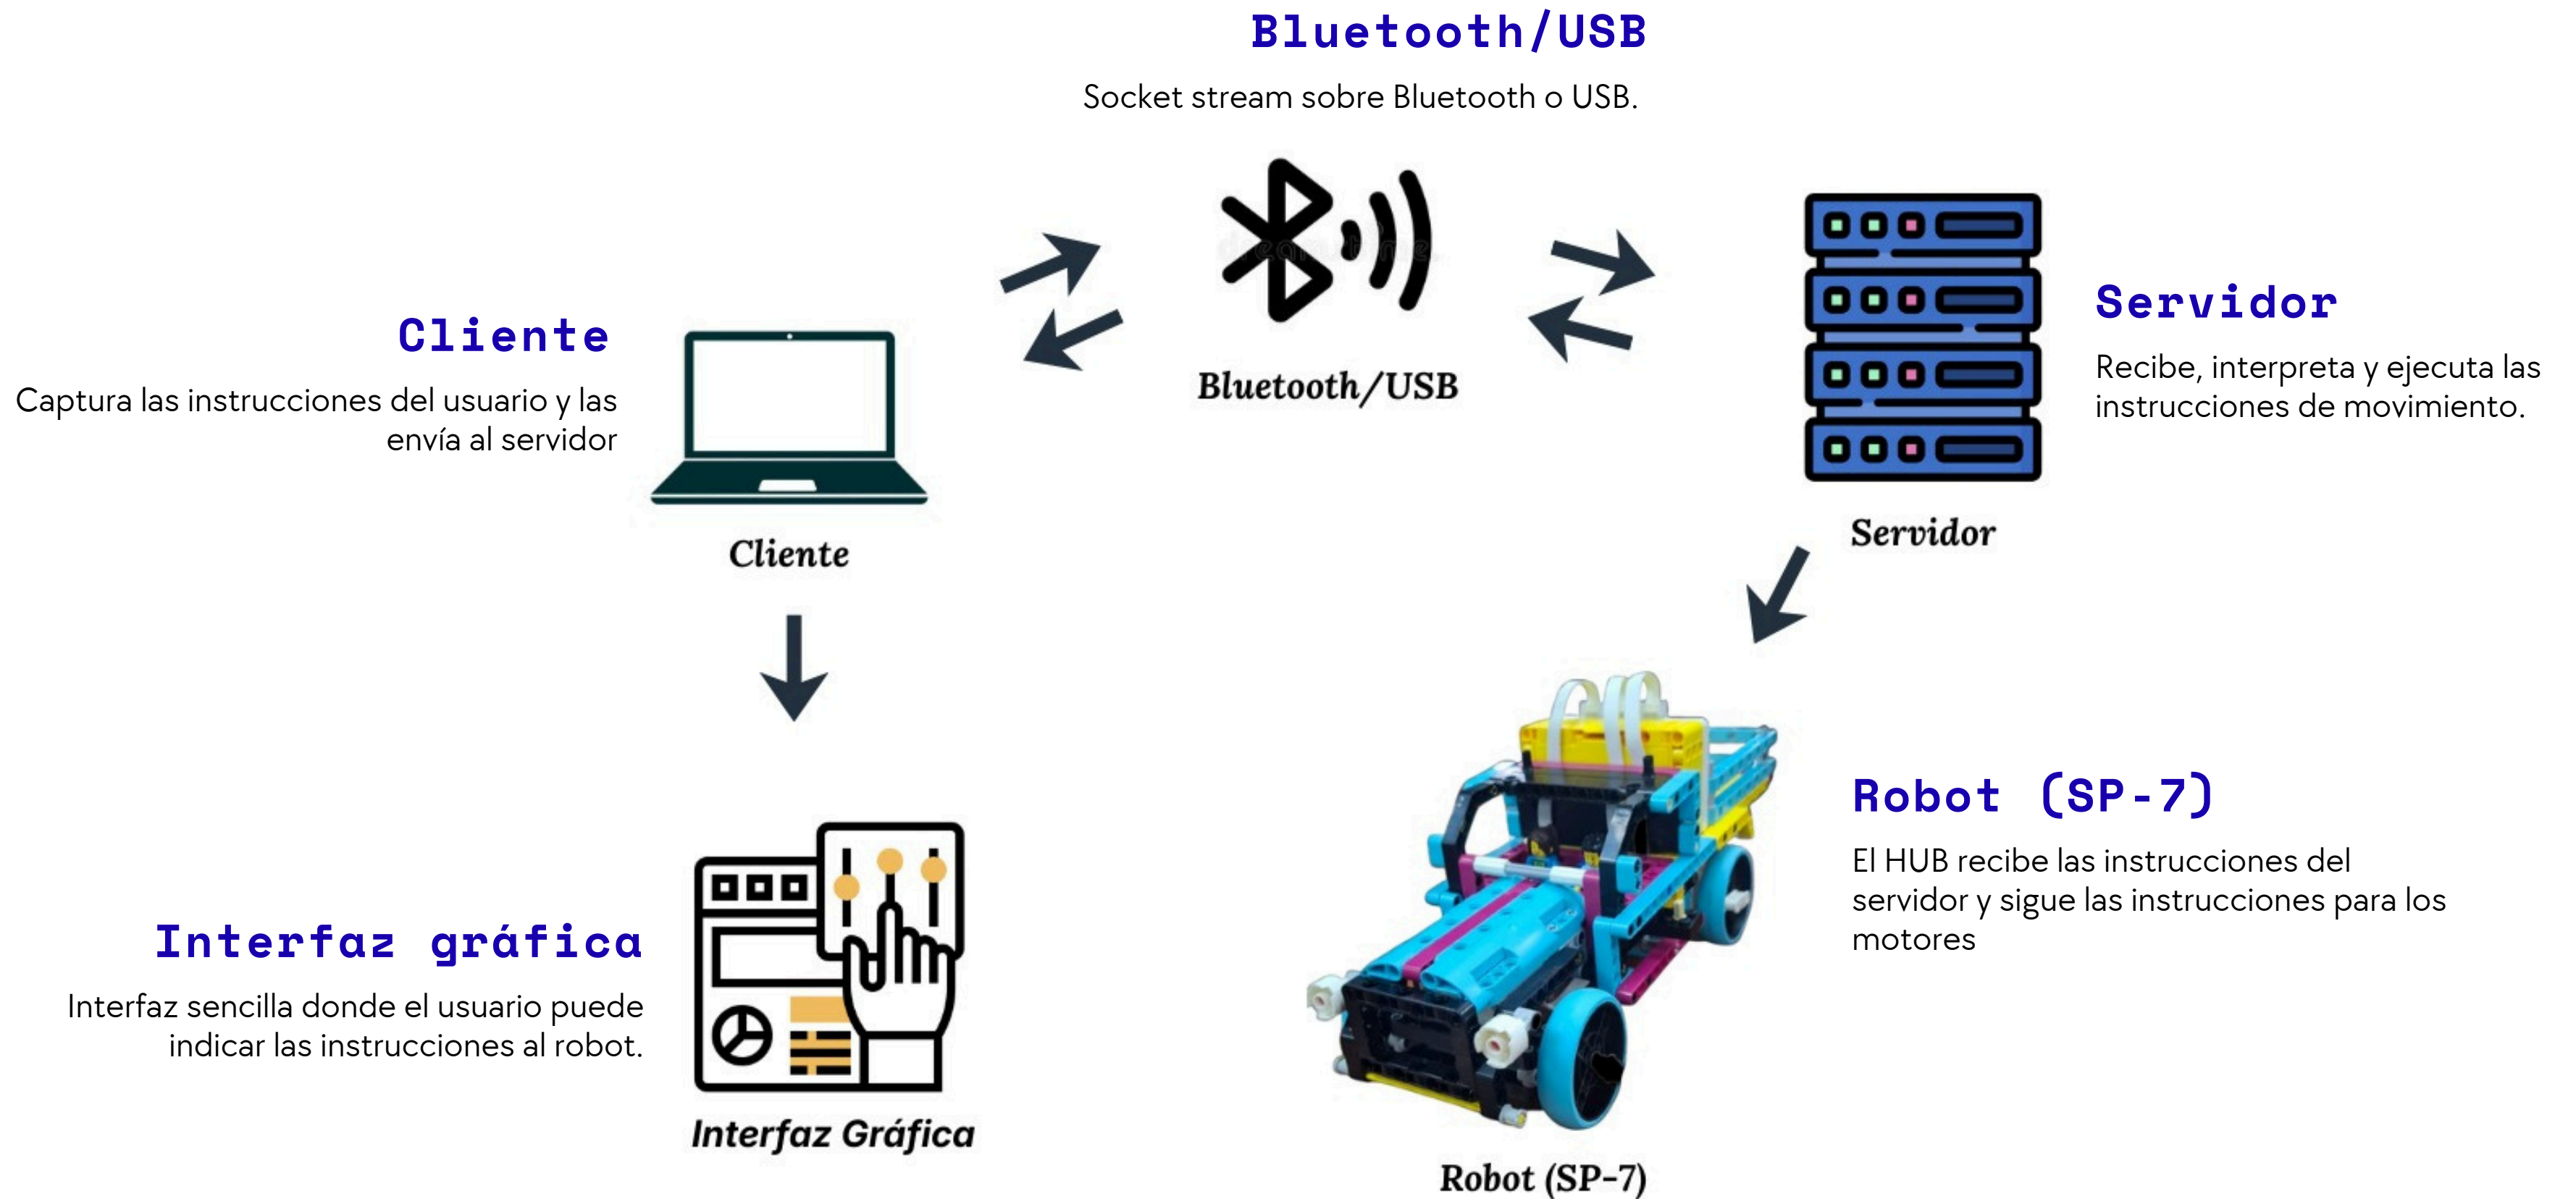 Bluetooth/USB
Socket stream sobre Bluetooth o USB.
Bluetooth/USB
Cliente
Captura las instrucciones del usuario y las
envía al servidor
Cliente
Servidor
Recibe, interpreta y ejecuta las
instrucciones de movimiento.
Servidor
Interfaz gráfica
Interfaz sencilla donde el usuario puede
indicar las instrucciones al robot.
Interfaz Gráfica
Robot (SP-7)
El HUB recibe las instrucciones del
servidor y sigue las instrucciones para los
motores
Robot (SP-7)